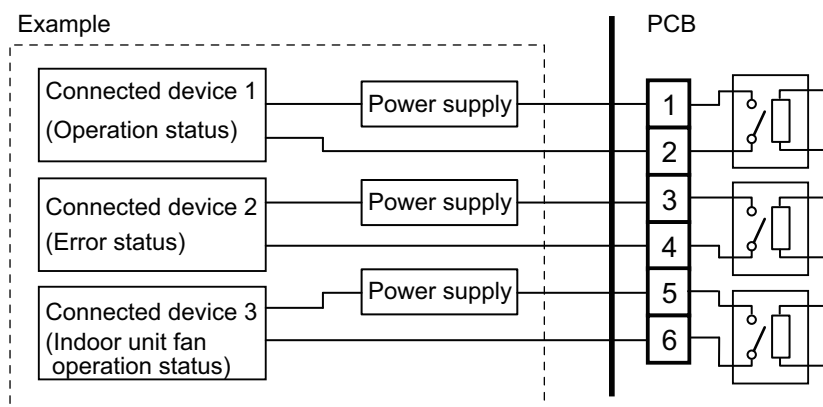 Example
PCB
Connected device 1
(Operation status)
Power supply
1
2
Connected device 2
(Error status)
Power supply
3
4
Connected device 3
(Indoor unit fan
operation status)
Power supply
5
6